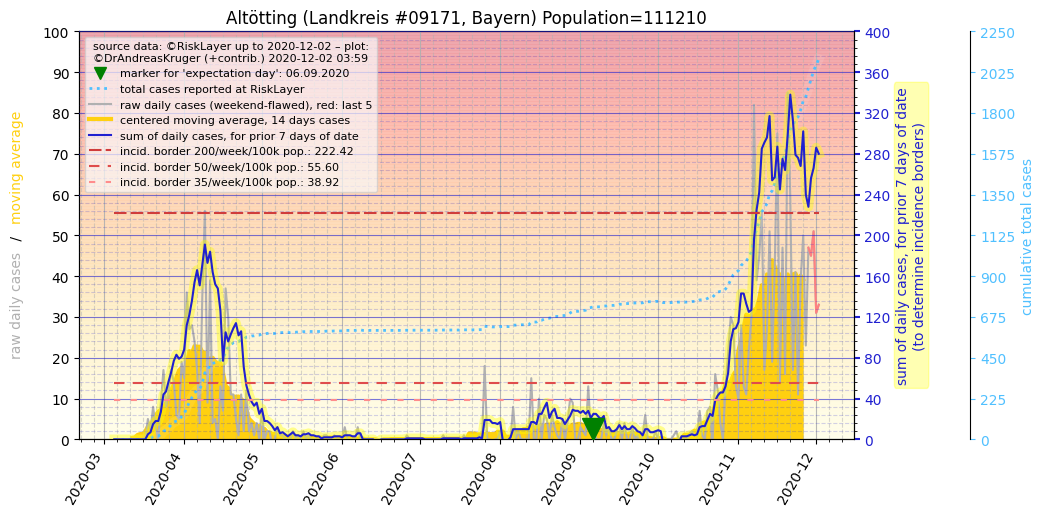 Altötting (Landkreis #09171, Bayern) Population=111210
source data: ©RiskLayer up to 2020-12-02 – plot:
©DrAndreasKruger (+contrib.) 2020-12-02 03:59
marker for 'expectation day': 06.09.2020
total cases reported at RiskLayer
raw daily cases (weekend-flawed), red: last 5
centered moving average, 14 days cases
sum of daily cases, for prior 7 days of date
incid. border 200/week/100k pop.: 222.42
incid. border 50/week/100k pop.: 55.60
incid. border 35/week/100k pop.: 38.92
raw daily cases / moving average
100
90
80
70
60
50
40
30
20
10
0
2020-03
2020-04
2020-05
2020-06
2020-07
2020-08
2020-09
2020-10
2020-11
2020-12
400
360
320
280
240
200
160
120
80
40
0
sum of daily cases, for prior 7 days of date
(to determine incidence borders)
2250
2025
1800
1575
1350
1125
900
675
450
225
0
cumulative total cases